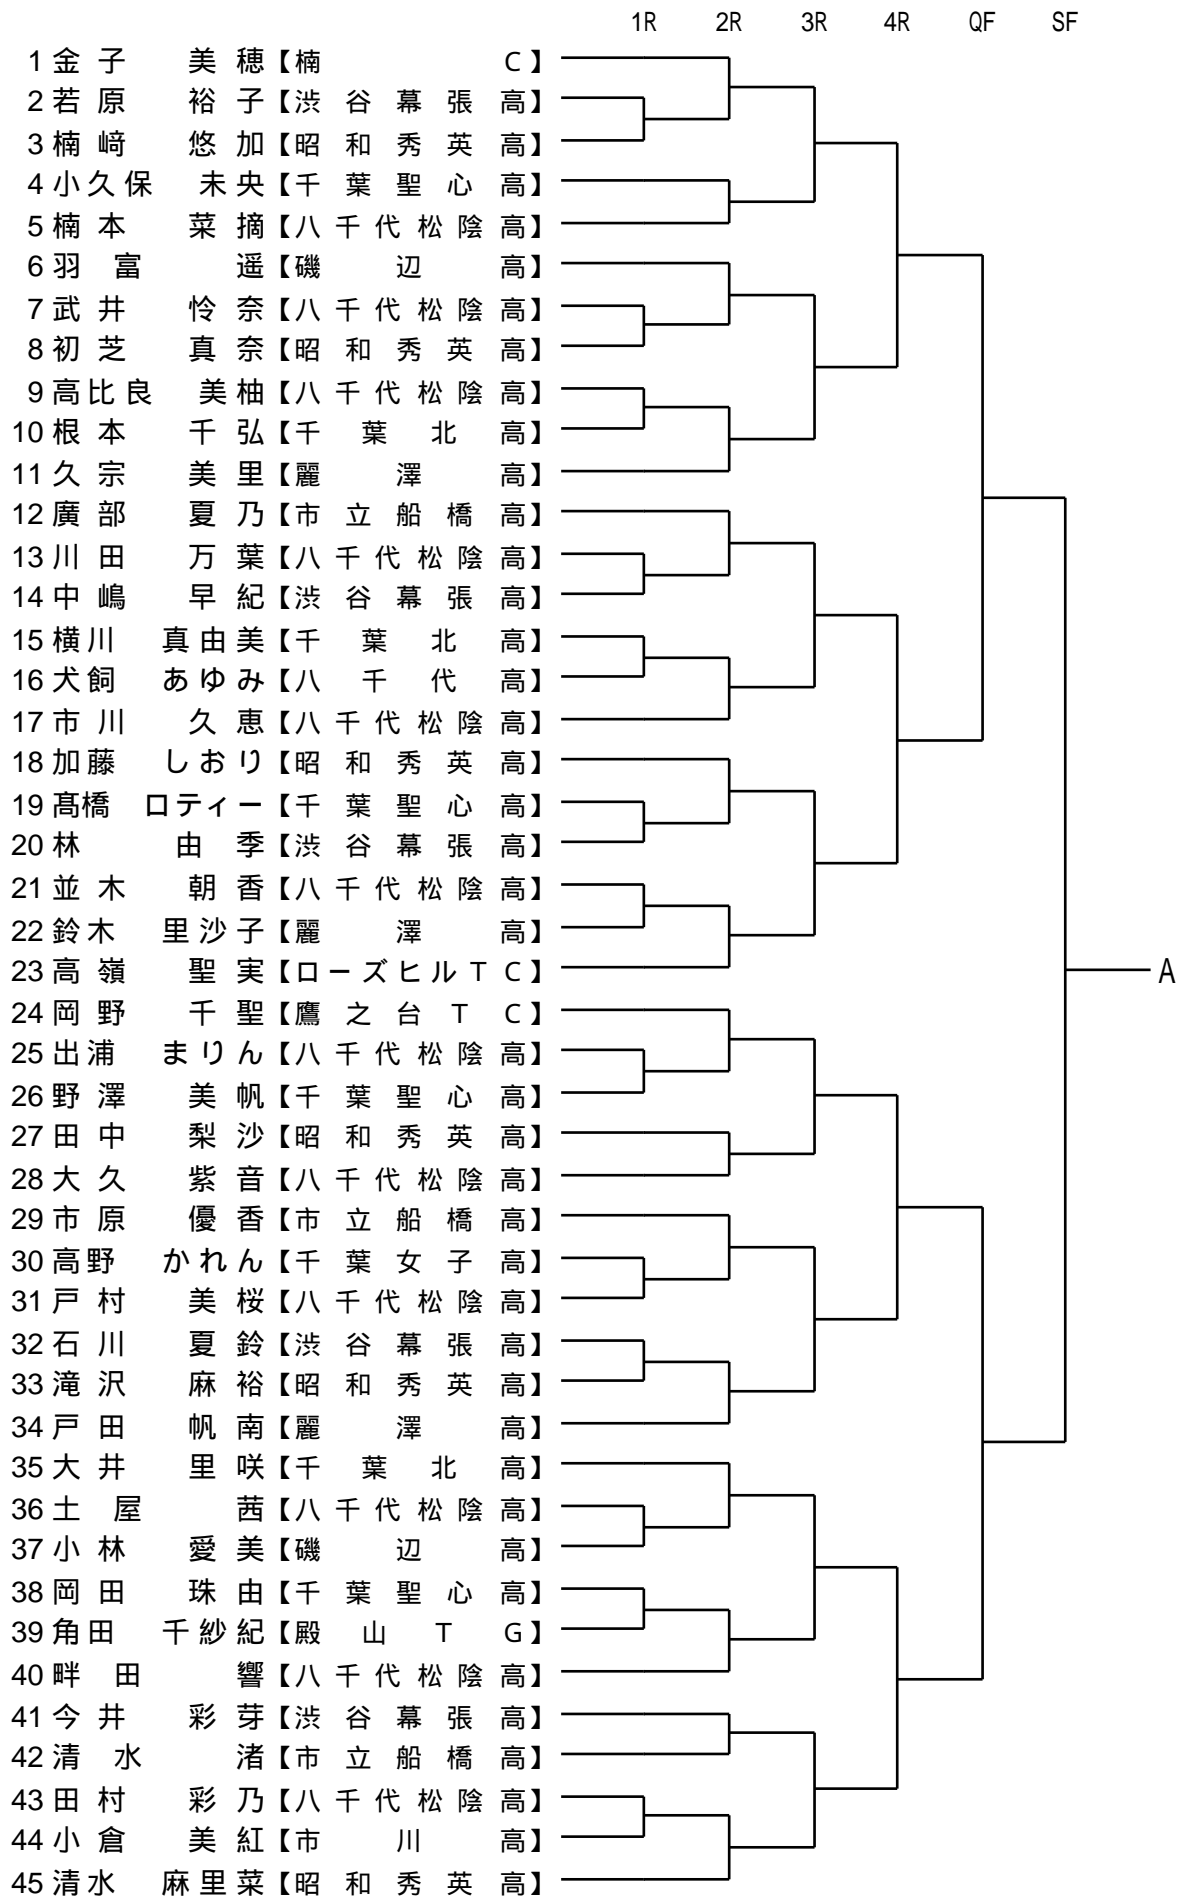 1R 2R 3R 4R QF SF
1 金子 美穂【楠 C】
2 若原 裕子【渋谷幕張高】
3 楠﨑 悠加【昭和秀英高】
4 小久保 未央【千葉聖心高】
5 楠本 菜摘【八千代松陰高】
6 羽富 遥【磯辺高】
7 武井 怜奈【八千代松陰高】
8 初芝 真奈【昭和秀英高】
9 高比良 美柚【八千代松陰高】
10 根本 千弘【千葉北高】
11 久宗 美里【麗澤高】
12 廣部 夏乃【市立船橋高】
13 川田 万葉【八千代松陰高】
14 中嶋 早紀【渋谷幕張高】
15 横川 真由美【千葉北高】
16 犬飼 あゆみ【八千代高】
17 市川 久恵【八千代松陰高】
18 加藤 しおり【昭和秀英高】
19 髙橋 ロティー【千葉聖心高】
20 林 由季【渋谷幕張高】
21 並木 朝香【八千代松陰高】
22 鈴木 里沙子【麗澤高】
23 高嶺 聖実【ローズヒルTC】
A
24 岡野 千聖【鷹之台TC】
25 出浦 まりん【八千代松陰高】
26 野澤 美帆【千葉聖心高】
27 田中 梨沙【昭和秀英高】
28 大久 紫音【八千代松陰高】
29 市原 優香【市立船橋高】
30 高野 かれん【千葉女子高】
31 戸村 美桜【八千代松陰高】
32 石川 夏鈴【渋谷幕張高】
33 滝沢 麻裕【昭和秀英高】
34 戸田 帆南【麗澤高】
35 大井 里咲【千葉北高】
36 土屋 茜【八千代松陰高】
37 小林 愛美【磯辺高】
38 岡田 珠由【千葉聖心高】
39 角田 千紗紀【殿山TG】
40 畔田 響【八千代松陰高】
41 今井 彩芽【渋谷幕張高】
42 清水 渚【市立船橋高】
43 田村 彩乃【八千代松陰高】
44 小倉 美紅【市川高】
45 清水 麻里菜【昭和秀英高】